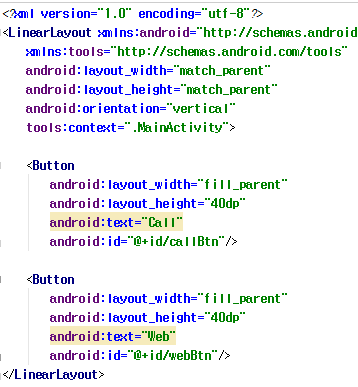 <?xml version="1.0" encoding="utf-8"?>
<LinearLayout xmlns:android="http://schemas.android
xmlns:tools="http://schemas.android.com/tools"
android:layout_width="match_parent"
android:layout_height="match_parent"
android:orientation="vertical"
tools:context=".MainActivity">
<Button
android:layout_width="fill_parent"
android:layout_height="40dp"
android:text="Call"
android:id="@+id/callBtn"/>
<Button
android:layout_width="fill_parent"
android:layout_height="40dp"
android:text="Web"
android:id="@+id/webBtn"/>
</LinearLayout>